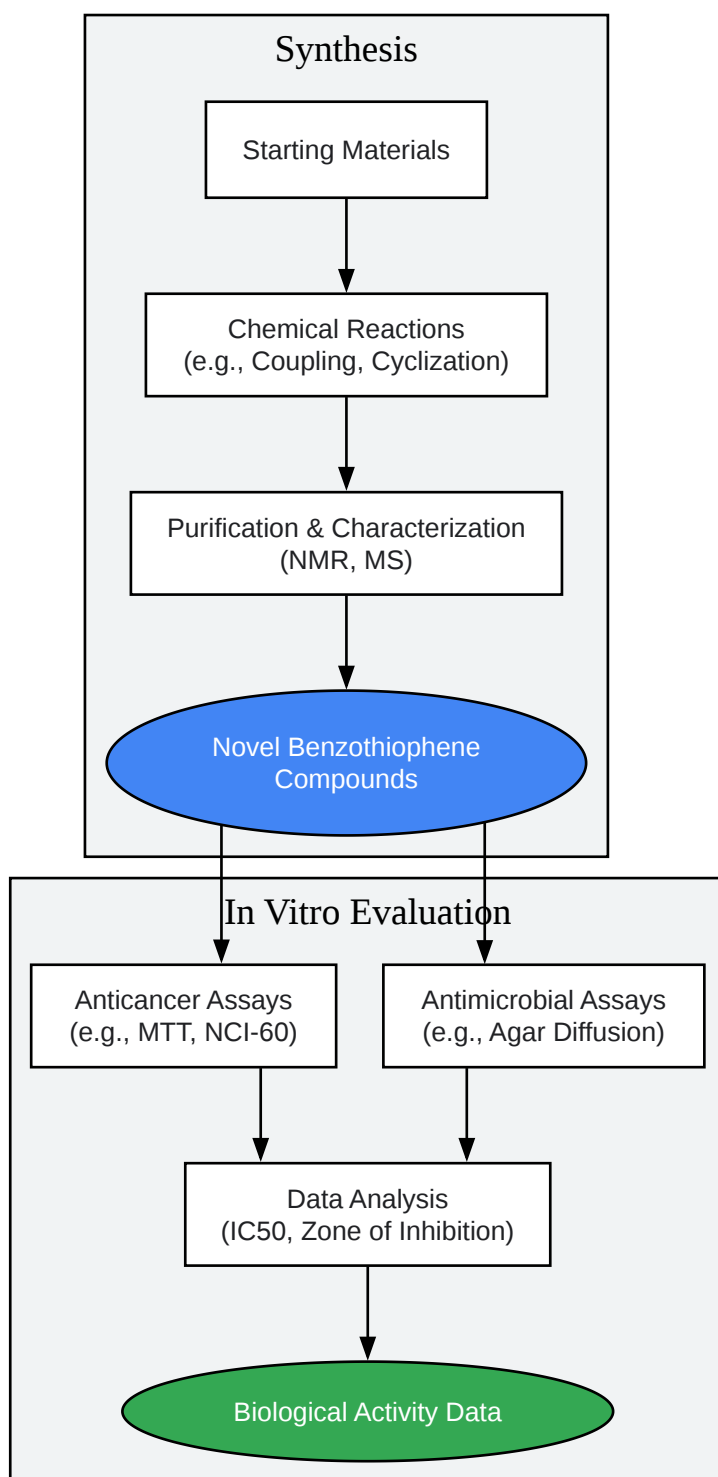 Synthesis
Starting Materials
Chemical Reactions
(e.g., Coupling, Cyclization)
Purification & Characterization
(NMR, MS)
Novel Benzothiophene
Compounds
In Vitro Evaluation
Anticancer Assays
(e.g., MTT, NCI-60)
Antimicrobial Assays
(e.g., Agar Diffusion)
Data Analysis
(IC50, Zone of Inhibition)
Biological Activity Data